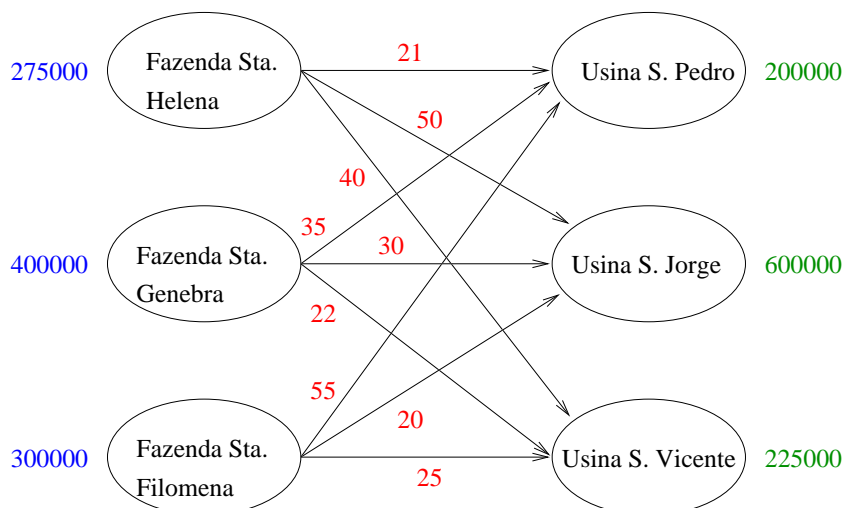 275000
Fazenda Sta.
Helena
21
Usina S. Pedro
200000
50
40
35
400000
Fazenda Sta.
Genebra
30
Usina S. Jorge
600000
22
55
20
300000
Fazenda Sta.
Filomena
25
Usina S. Vicente
225000